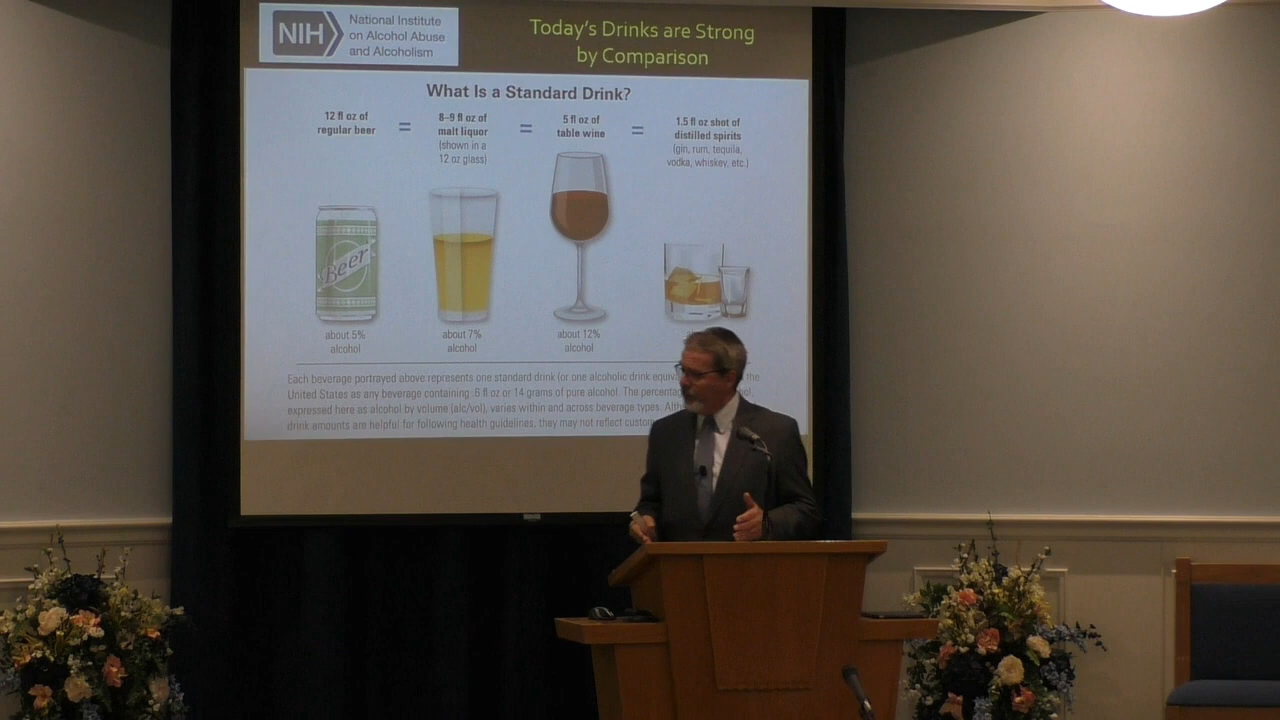 NIH
National Institute
on Alcohol Abuse
and Alcoholism
Today's Drinks are Strong
by Comparison
What Is a Standard Drink?
12 fl oz of
regular beer
=
8–9 fl oz of
malt liquor
(shown in a
12 oz glass)
=
5 fl oz of
table wine
=
1.5 fl oz shot of
distilled spirits
(gin, rum, tequila,
vodka, whiskey, etc.)
Beer
about 5%
alcohol
about 7%
alcohol
about 12%
alcohol
Each beverage portrayed above represents one standard drink (or one alcoholic drink the
United States as any beverage containing .6 fl oz or 14 grams of pure alcohol. The
expressed here as alcohol by volume (alc/vol), varies within and across beverage types.
drink amounts are helpful for following health guidelines, they may not reflect